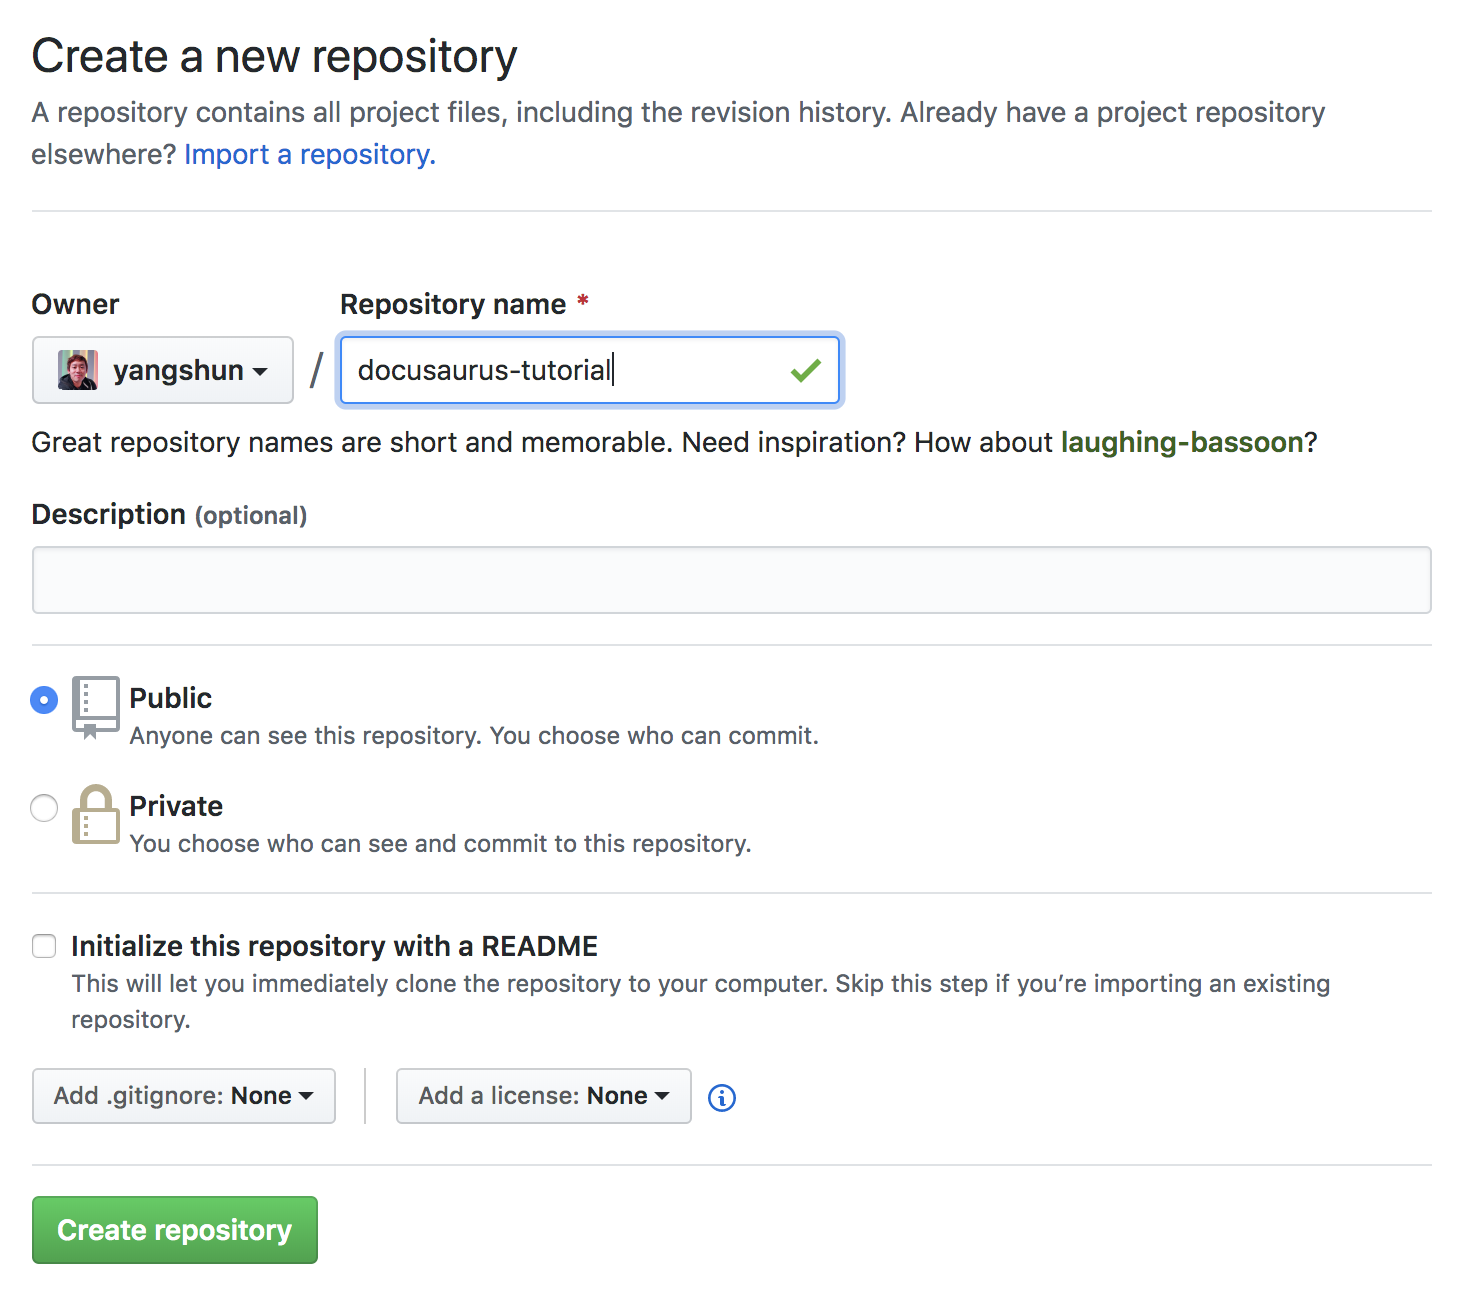 Create a new repository
A repository contains all project files, including the revision history. Already have a project repository
elsewhere? Import a repository.
Owner
Repository name *
yangshun / docusaurus-tutorial
Great repository names are short and memorable. Need inspiration? How about laughing-bassoon?
Description (optional)
Public
Anyone can see this repository. You choose who can commit.
Private
You choose who can see and commit to this repository.
Initialize this repository with a README
This will let you immediately clone the repository to your computer. Skip this step if you’re importing an existing
repository.
Add .gitignore: None
Add a license: None
Create repository